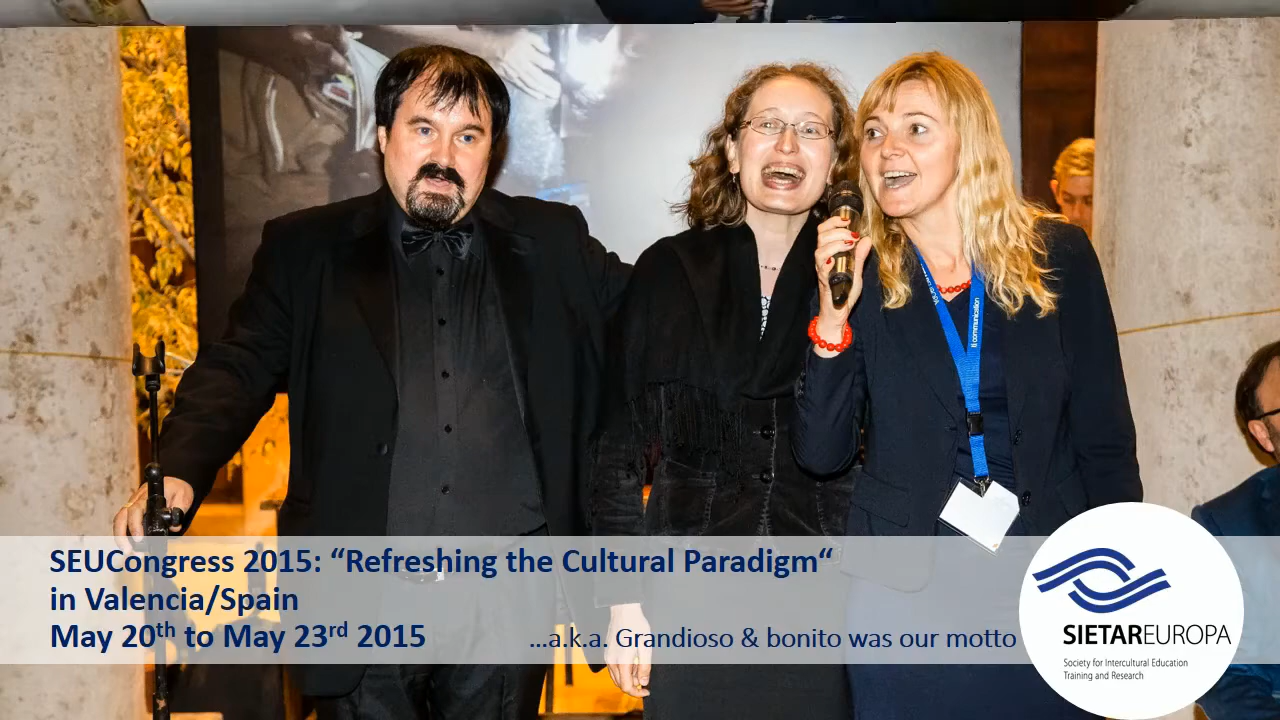 SEUCongress 2015: “Refreshing the Cultural Paradigm“
in Valencia/Spain
May 20th to May 23rd 2015
...a.k.a. Grandioso & bonito was our motto
SIETAREUROPA
Society for Intercultural Education
Training and Research
communication